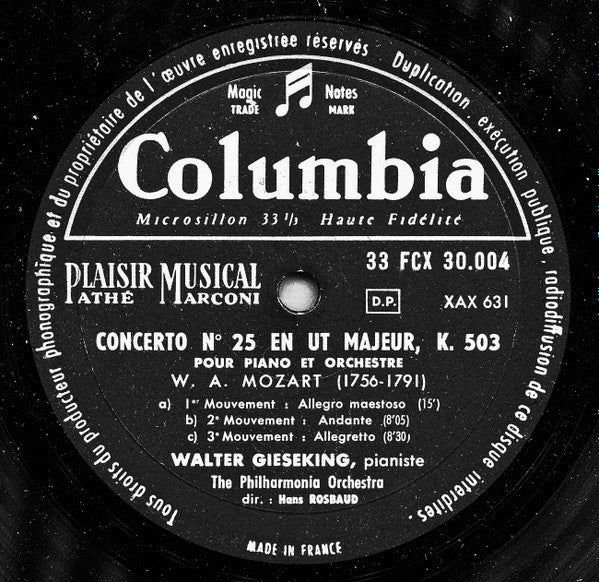 Tous droits du producteur phonographique et du propriétaire de l'œuvre enregistrée réservés. Duplication, exécution publique, radiodiffusion de ce disque interdites.
Magic Notes
TRADE MARK
Columbia
Microsillon 33 1/3 Haute Fidélité
PLAISIR MUSICAL
PATHÉ MARCONI
33 FCX 30.004
D.P.
XAX 631
CONCERTO N° 25 EN UT MAJEUR, K. 503
POUR PIANO ET ORCHESTRE
W. A. MOZART (1756-1791)
a) 1er Mouvement : Allegro maestoso (15')
b) 2e Mouvement : Andante (8'05)
c) 3e Mouvement : Allegretto (8'30)
WALTER GIESEKING, pianiste
The Philharmonia Orchestra
dir. : Hans ROSBAUD
MADE IN FRANCE